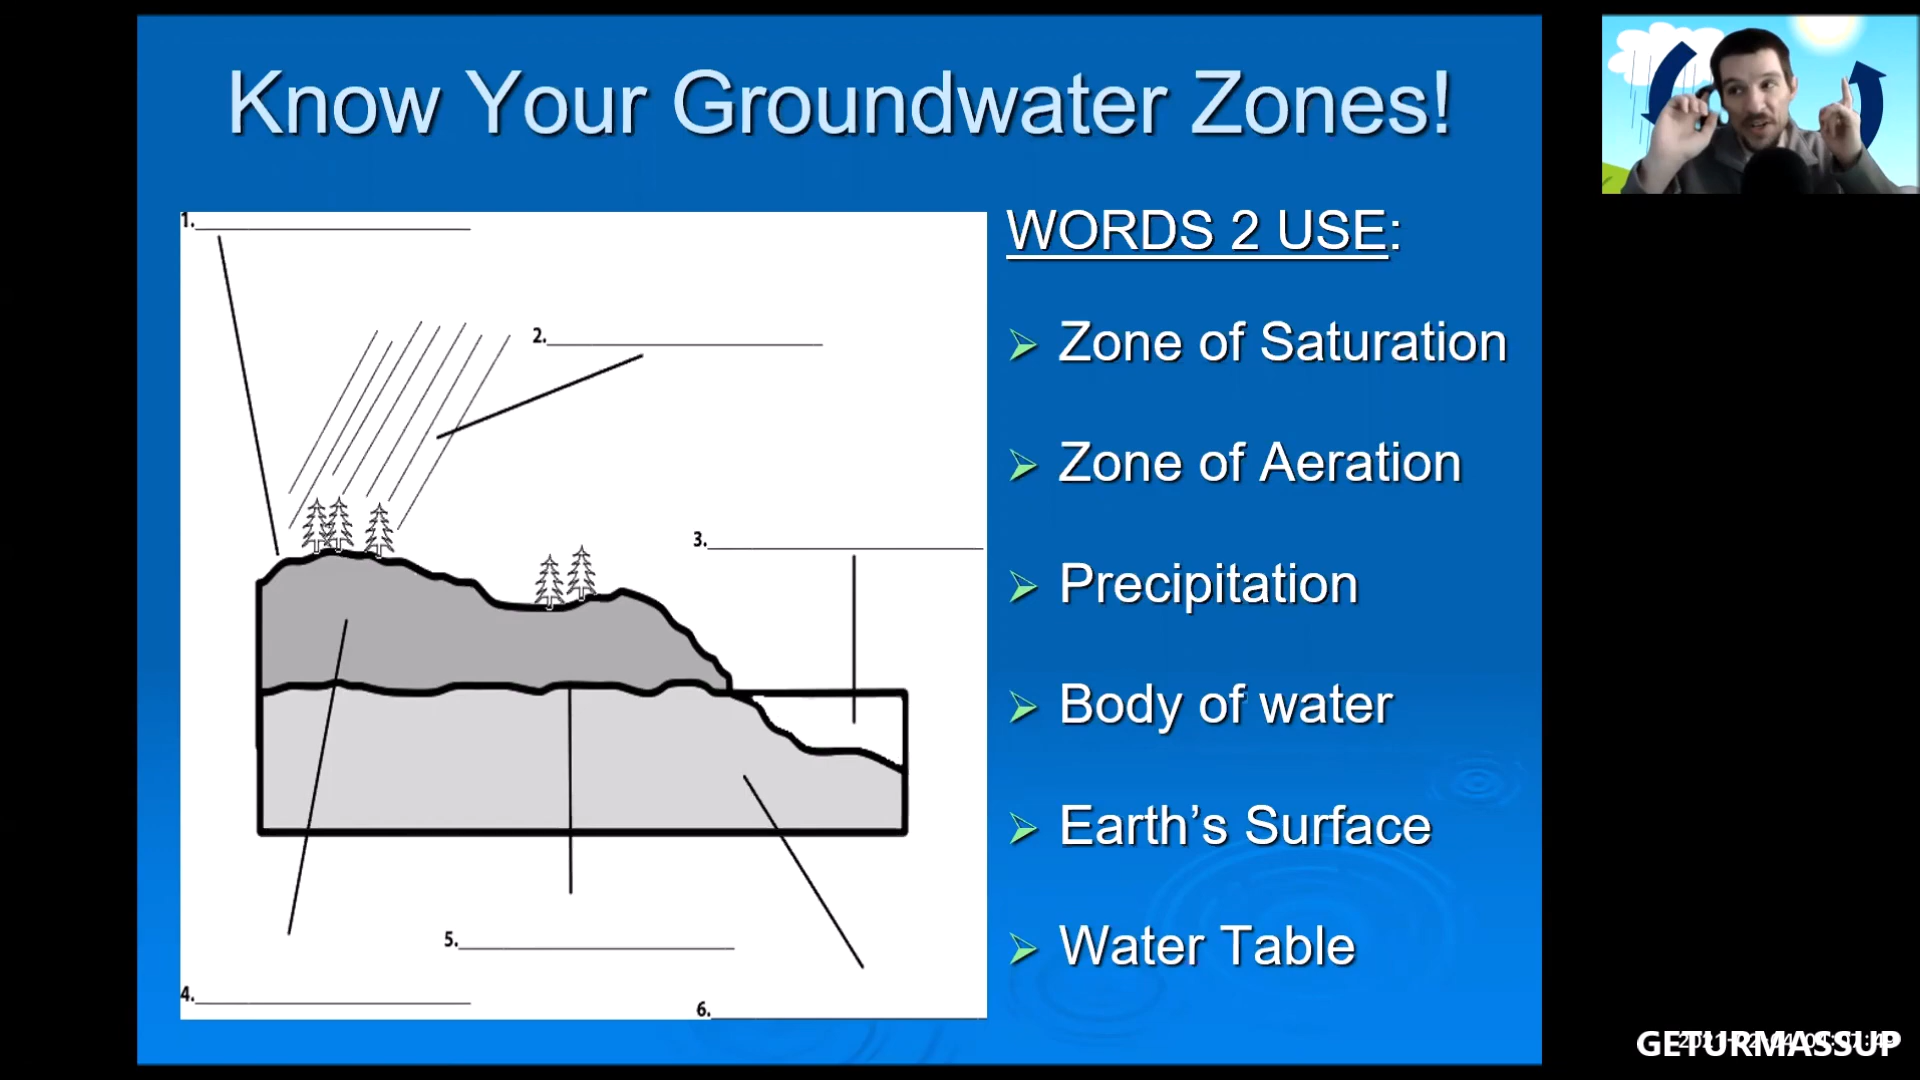 Know Your Groundwater Zones!
1.
2.
3.
4.
5.
6.
WORDS 2 USE:
Zone of Saturation
Zone of Aeration
Precipitation
Body of water
Earth's Surface
Water Table
GETURMASSUP